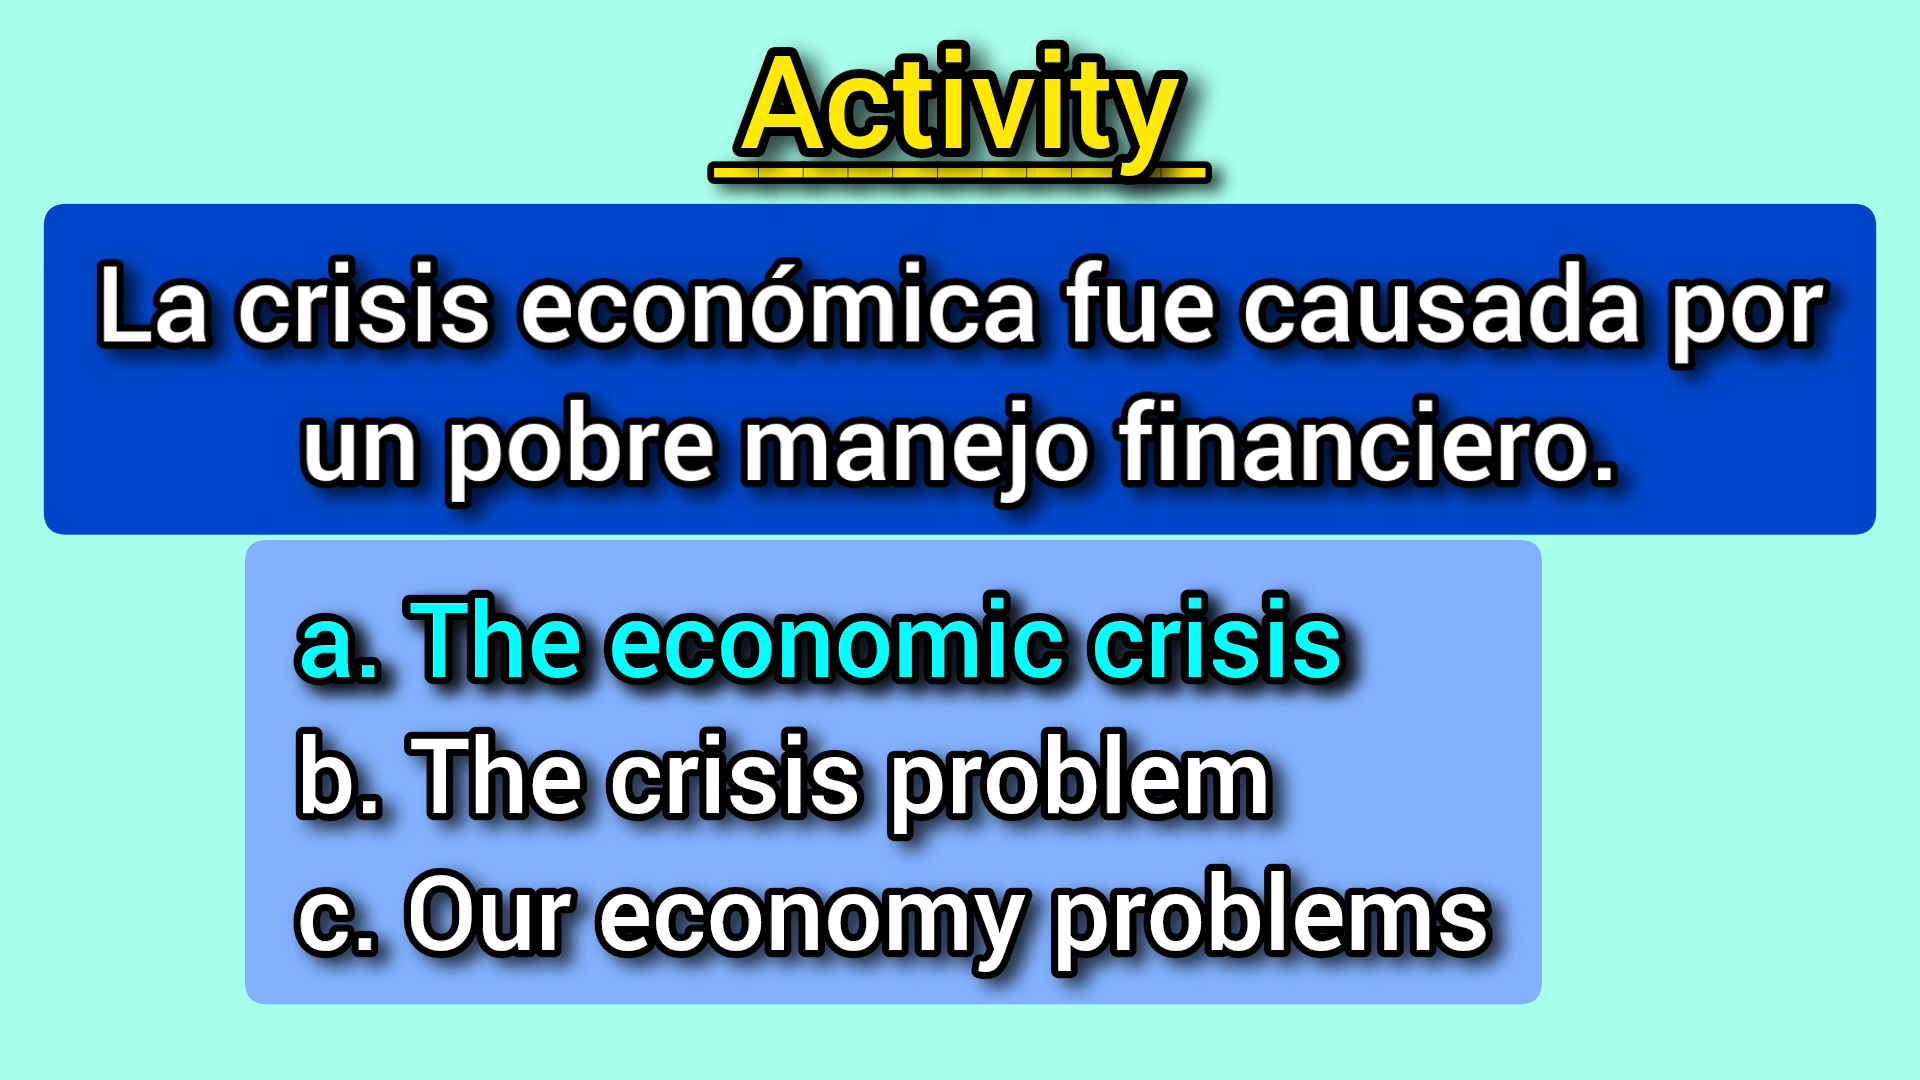 Activity
La crisis económica fue causada por
un pobre manejo financiero.
a. The economic crisis
b. The crisis problem
c. Our economy problems